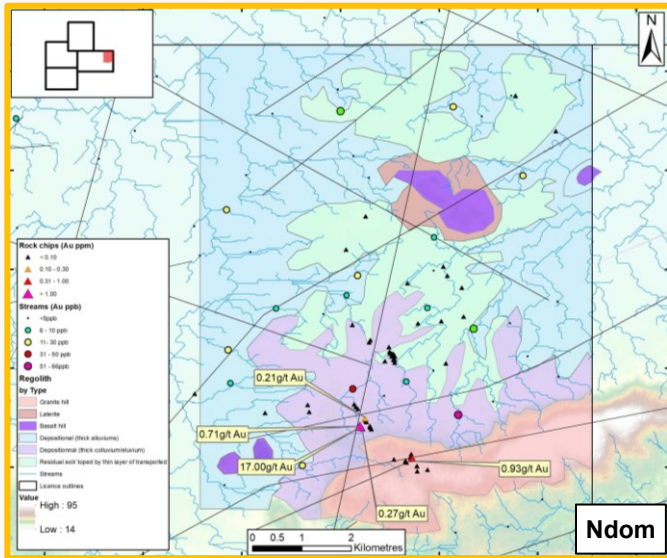 N
Rock chips (Au ppm)
< 0.10
0.10 - 0.30
0.31 - 1.00
> 1.00
Streams (Au ppb)
<5ppb
6 - 10 ppb
11 - 30 ppb
31 - 50 ppb
51 - 66ppb
Regolith
by Type
Granite hill
Laterite
Basalt hill
Depositional (thick alluviums)
Depositionnal (thick colluvium/eluvium)
Residual soil toped by thin layer of transported
Streams
Licence outlines
Value
High : 95
Low : 14
0.21g/t Au
0.71g/t Au
17.00g/t Au
0.93g/t Au
0.27g/t Au
0 0.5 1 2
Kilometres
Ndom